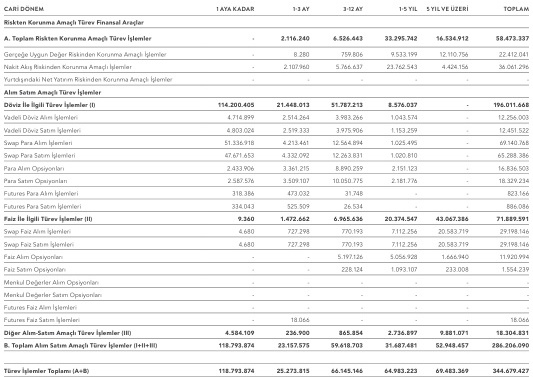 CARİ DÖNEM 1 AYA KADAR 1-3 AY 3-12 AY 1-5 YIL 5 YIL VE ÜZERİ TOPLAM
Riskten Korunma Amaçlı Türev Finansal Araçlar
A. Toplam Riskten Korunma Amaçlı Türev İşlemler - 2.116.240 6.526.443 33.295.742 16.534.912 58.473.337
Gerçeğe Uygun Değer Riskinden Korunma Amaçlı İşlemler - 8.280 759.806 9.533.199 12.110.756 22.412.041
Nakit Akış Riskinden Korunma Amaçlı İşlemler - 2.107.960 5.766.637 23.762.543 4.424.156 36.061.296
Yurtdışındaki Net Yatırım Riskinden Korunma Amaçlı İşlemler - - - - - -
Alım Satım Amaçlı Türev İşlemler
Döviz İle İlgili Türev İşlemler (I) 114.200.405 21.448.013 51.787.213 8.576.037 - 196.011.668
Vadeli Döviz Alım İşlemleri 4.714.899 2.514.264 3.983.266 1.043.574 - 12.256.003
Vadeli Döviz Satım İşlemleri 4.803.024 2.519.333 3.975.906 1.153.259 - 12.451.522
Swap Para Alım İşlemleri 51.336.918 4.213.461 12.564.894 1.025.495 - 69.140.768
Swap Para Satım İşlemleri 47.671.653 4.332.092 12.263.831 1.020.810 - 65.288.386
Para Alım Opsiyonları 2.433.906 3.361.215 8.890.259 2.151.123 - 16.836.503
Para Satım Opsiyonları 2.587.576 3.509.107 10.050.775 2.181.776 - 18.329.234
Futures Para Alım İşlemleri 318.386 473.032 31.748 - - 823.166
Futures Para Satım İşlemleri 334.043 525.509 26.534 - - 886.086
Faiz İle İlgili Türev İşlemler (II) 9.360 1.472.662 6.965.636 20.374.547 43.067.386 71.889.591
Swap Faiz Alım İşlemleri 4.680 727.298 770.193 7.112.256 20.583.719 29.198.146
Swap Faiz Satım İşlemleri 4.680 727.298 770.193 7.112.256 20.583.719 29.198.146
Faiz Alım Opsiyonları - - 5.197.126 5.056.928 1.666.940 11.920.994
Faiz Satım Opsiyonları - - 228.124 1.093.107 233.008 1.554.239
Menkul Değerler Alım Opsiyonları - - - - - -
Menkul Değerler Satım Opsiyonları - - - - - -
Futures Faiz Alım İşlemleri - - - - - -
Futures Faiz Satım İşlemleri - 18.066 - - - 18.066
Diğer Alım-Satım Amaçlı Türev İşlemler (III) 4.584.109 236.900 865.854 2.736.897 9.881.071 18.304.831
B. Toplam Alım Satım Amaçlı Türev İşlemler (I+II+III) 118.793.874 23.157.575 59.618.703 31.687.481 52.948.457 286.206.090
Türev İşlemler Toplamı (A+B) 118.793.874 25.273.815 66.145.146 64.983.223 69.483.369 344.679.427